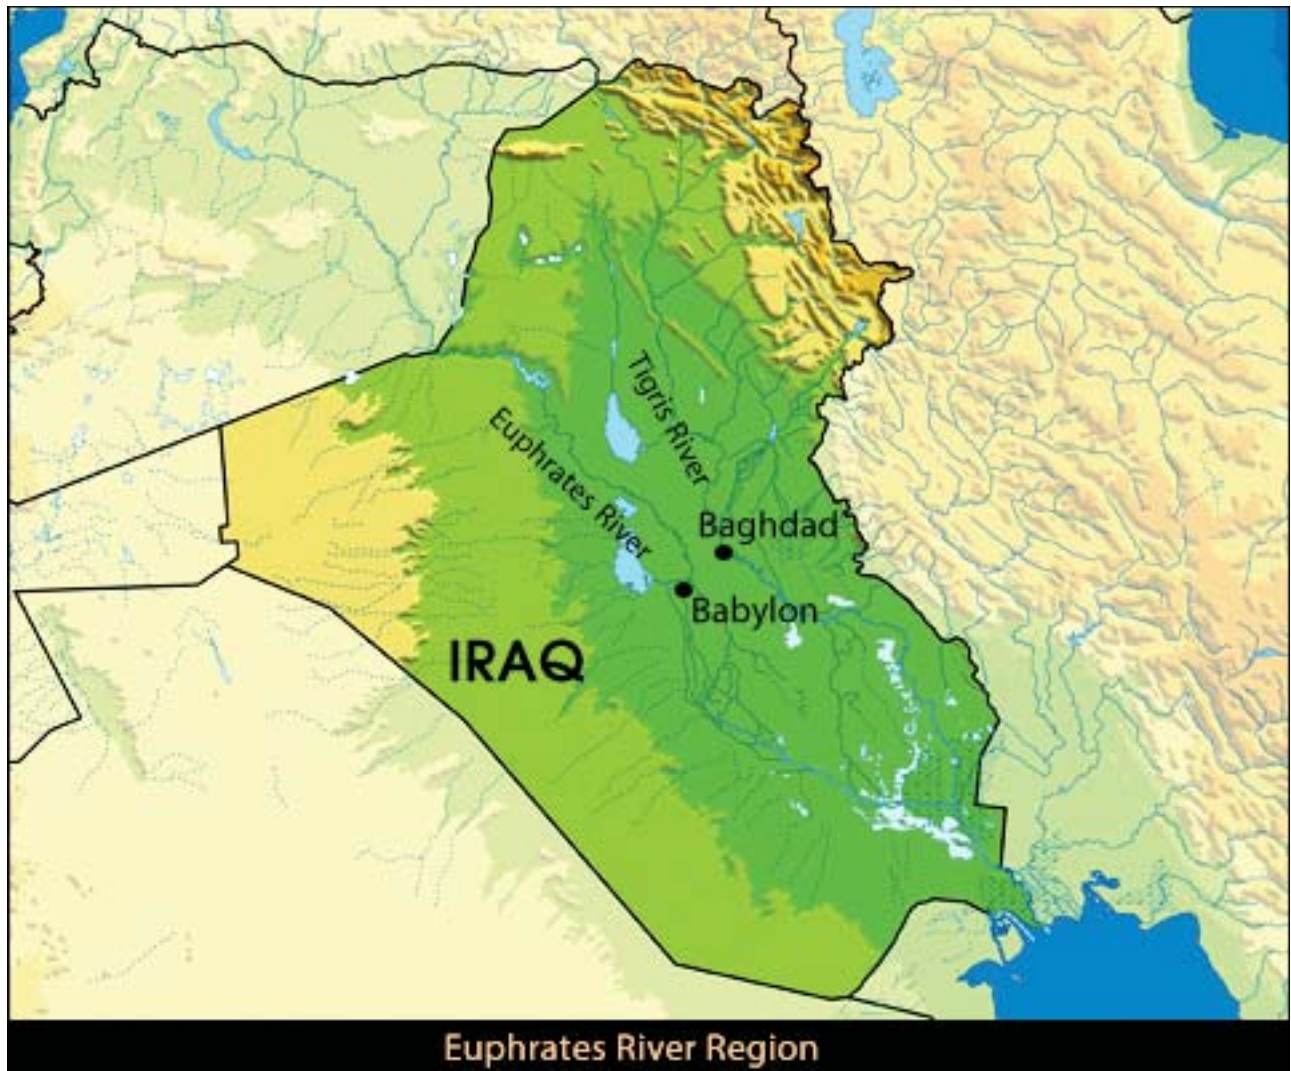 Tigris River
Euphrates River
Baghdad
Babylon
IRAQ
Euphrates River Region